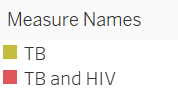 Measure Names
TB
TB and HIV